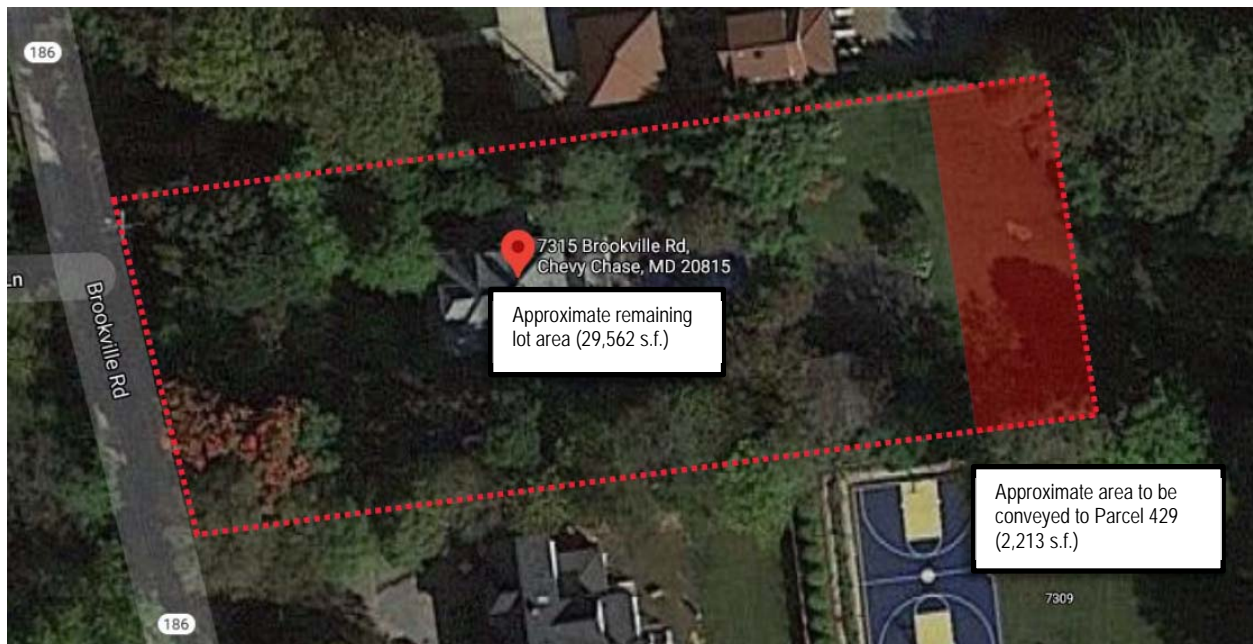 186
7315 Brookville Rd,
Chevy Chase, MD 20815
Ln
Brookville Rd
Approximate remaining
lot area (29,562 s.f.)
Approximate area to be
conveyed to Parcel 429
(2,213 s.f.)
7309
186